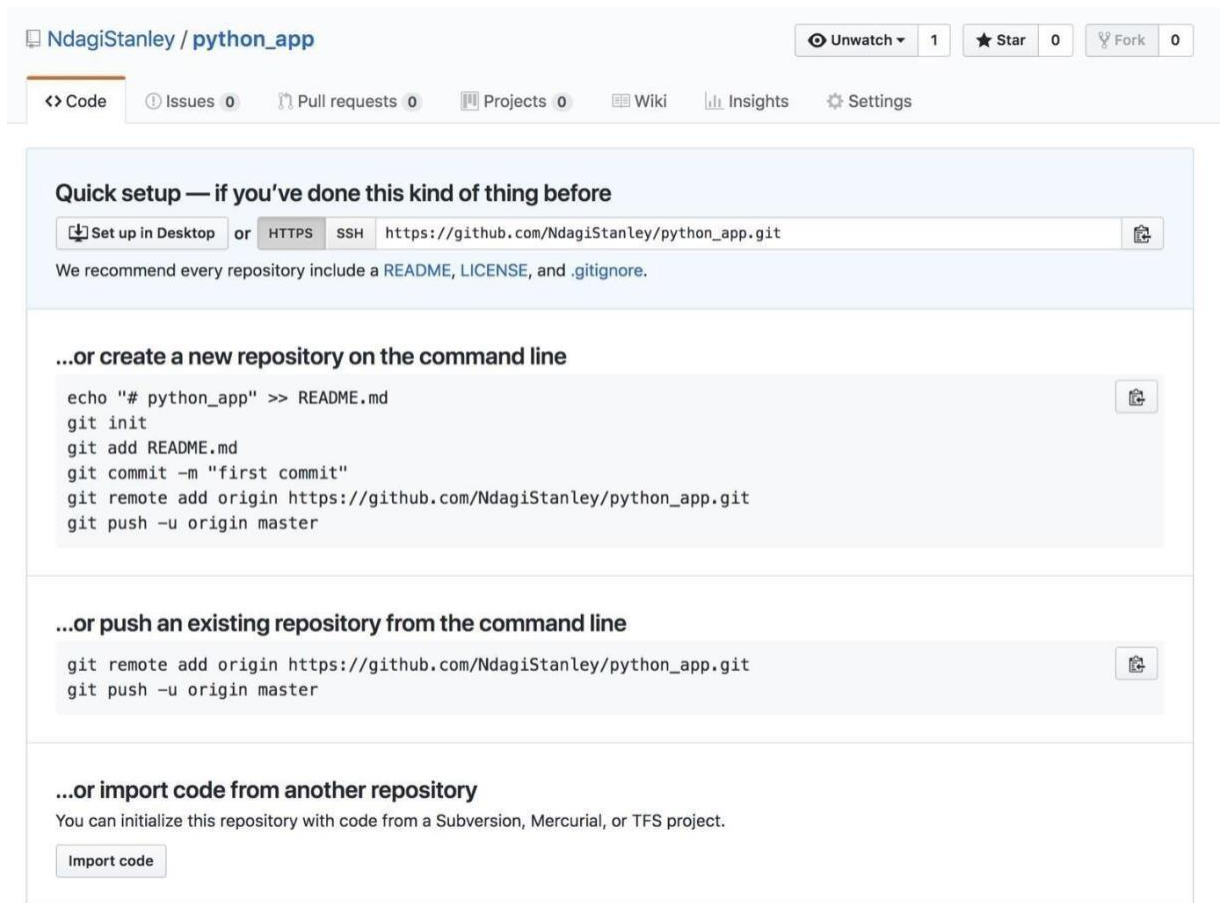 NdagiStanley / python_app
Unwatch 1 Star 0 Fork 0
<> Code Issues 0 Pull requests 0 Projects 0 Wiki Insights Settings
Quick setup — if you've done this kind of thing before
Set up in Desktop or HTTPS SSH https://github.com/NdagiStanley/python_app.git
We recommend every repository include a README, LICENSE, and .gitignore.
...or create a new repository on the command line
echo "# python_app" >> README.md
git init
git add README.md
git commit -m "first commit"
git remote add origin https://github.com/NdagiStanley/python_app.git
git push -u origin master
...or push an existing repository from the command line
git remote add origin https://github.com/NdagiStanley/python_app.git
git push -u origin master
...or import code from another repository
You can initialize this repository with code from a Subversion, Mercurial, or TFS project.
Import code